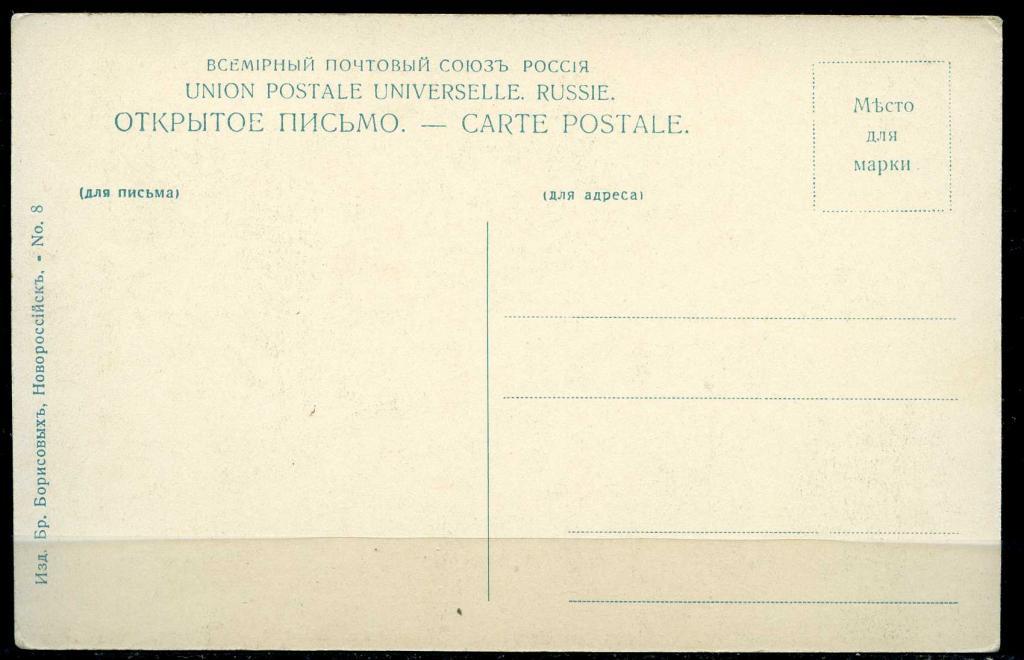 ВСЕМІРНЫЙ ПОЧТОВЫЙ СОЮЗЪ РОССІЯ
UNION POSTALE UNIVERSELLE. RUSSIE.
ОТКРЫТОЕ ПИСЬМО. — CARTE POSTALE.
Мѣсто
для
марки
(для письма)
(для адреса)
Изд. Бр. Борисовыхъ, Новороссійскъ. - No. 8